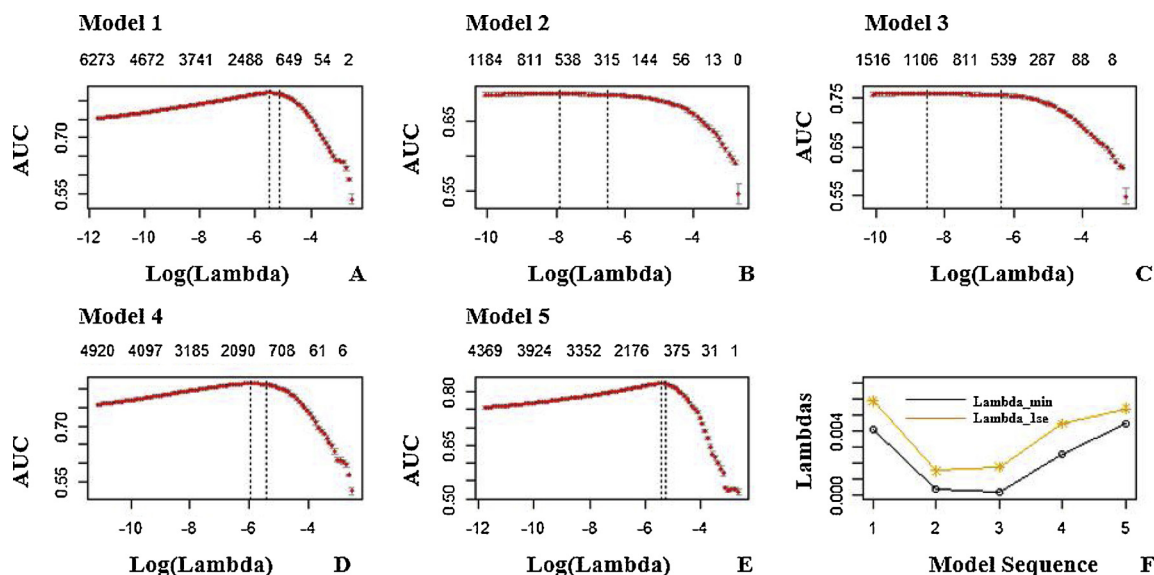 Model 1
6273 4672 3741 2488 649 54 2
AUC
0.70
0.55
−12 −10 −8 −6 −4
Log(Lambda) A
Model 2
1184 811 538 315 144 56 13 0
AUC
0.65
0.55
−10 −8 −6 −4
Log(Lambda) B
Model 3
1516 1106 811 539 287 88 8
AUC
0.75
0.65
0.55
−10 −8 −6 −4
Log(Lambda) C
Model 4
4920 4097 3185 2090 708 61 6
AUC
0.70
0.55
−10 −8 −6 −4
Log(Lambda) D
Model 5
4369 3924 3352 2176 375 31 1
AUC
0.80
0.65
0.50
−12 −10 −8 −6 −4
Log(Lambda) E
Lambdas
0.004
0.000
Lambda_min
Lambda_1se
1 2 3 4 5
Model Sequence F